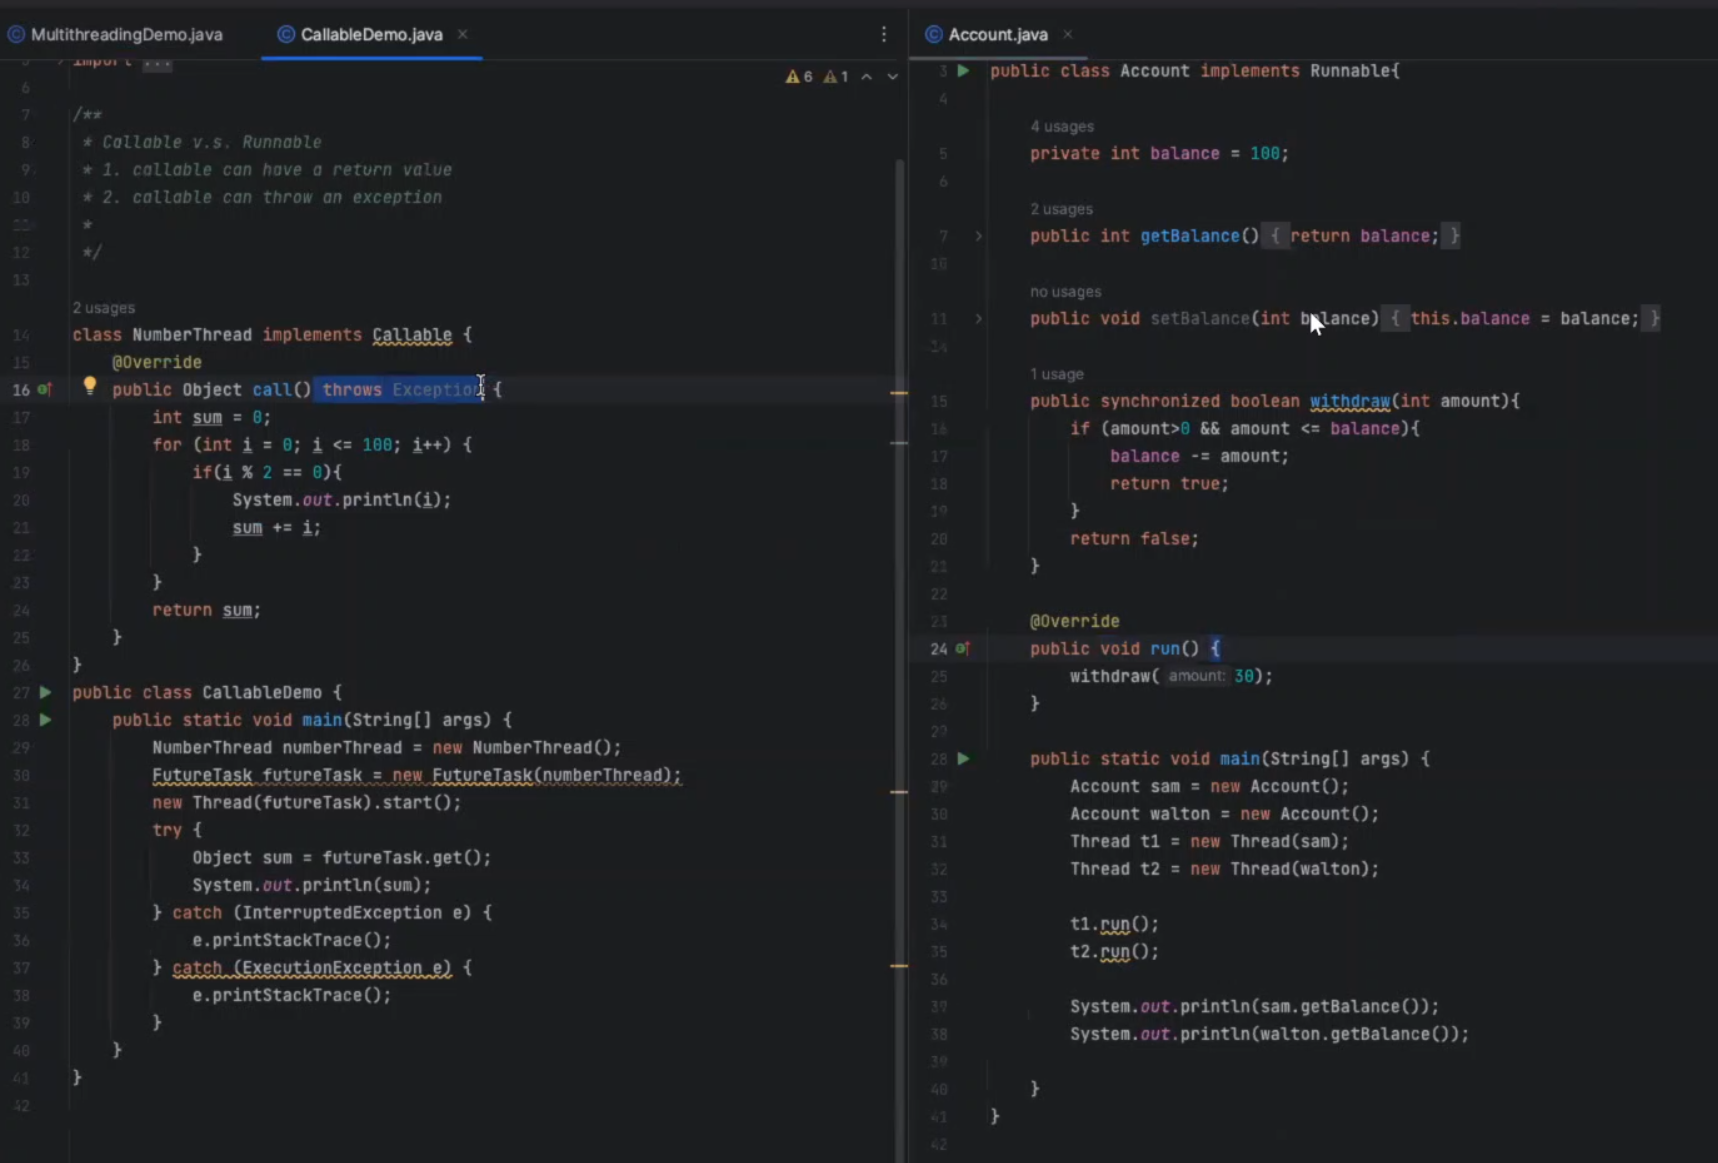 MultithreadingDemo.java
CallableDemo.java
import ...
6 1
6
7 /**
8 * Callable v.s. Runnable
9 * 1. callable can have a return value
10 * 2. callable can throw an exception
11 *
12 */
13
2 usages
14 class NumberThread implements Callable {
15 @Override
16 public Object call() throws Exception {
17 int sum = 0;
18 for (int i = 0; i <= 100; i++) {
19 if(i % 2 == 0){
20 System.out.println(i);
21 sum += i;
22 }
23 }
24 return sum;
25 }
26 }
27 public class CallableDemo {
28 public static void main(String[] args) {
29 NumberThread numberThread = new NumberThread();
30 FutureTask futureTask = new FutureTask(numberThread);
31 new Thread(futureTask).start();
32 try {
33 Object sum = futureTask.get();
34 System.out.println(sum);
35 } catch (InterruptedException e) {
36 e.printStackTrace();
37 } catch (ExecutionException e) {
38 e.printStackTrace();
39 }
40 }
41 }
42
Account.java
3 public class Account implements Runnable{
4
4 usages
5 private int balance = 100;
6
2 usages
7 public int getBalance() { return balance; }
10
no usages
11 public void setBalance(int balance) { this.balance = balance; }
14
1 usage
15 public synchronized boolean withdraw(int amount){
16 if (amount>0 && amount <= balance){
17 balance -= amount;
18 return true;
19 }
20 return false;
21 }
22
23 @Override
24 public void run() {
25 withdraw( amount: 30);
26 }
27
28 public static void main(String[] args) {
29 Account sam = new Account();
30 Account walton = new Account();
31 Thread t1 = new Thread(sam);
32 Thread t2 = new Thread(walton);
33
34 t1.run();
35 t2.run();
36
37 System.out.println(sam.getBalance());
38 System.out.println(walton.getBalance());
39
40 }
41 }
42